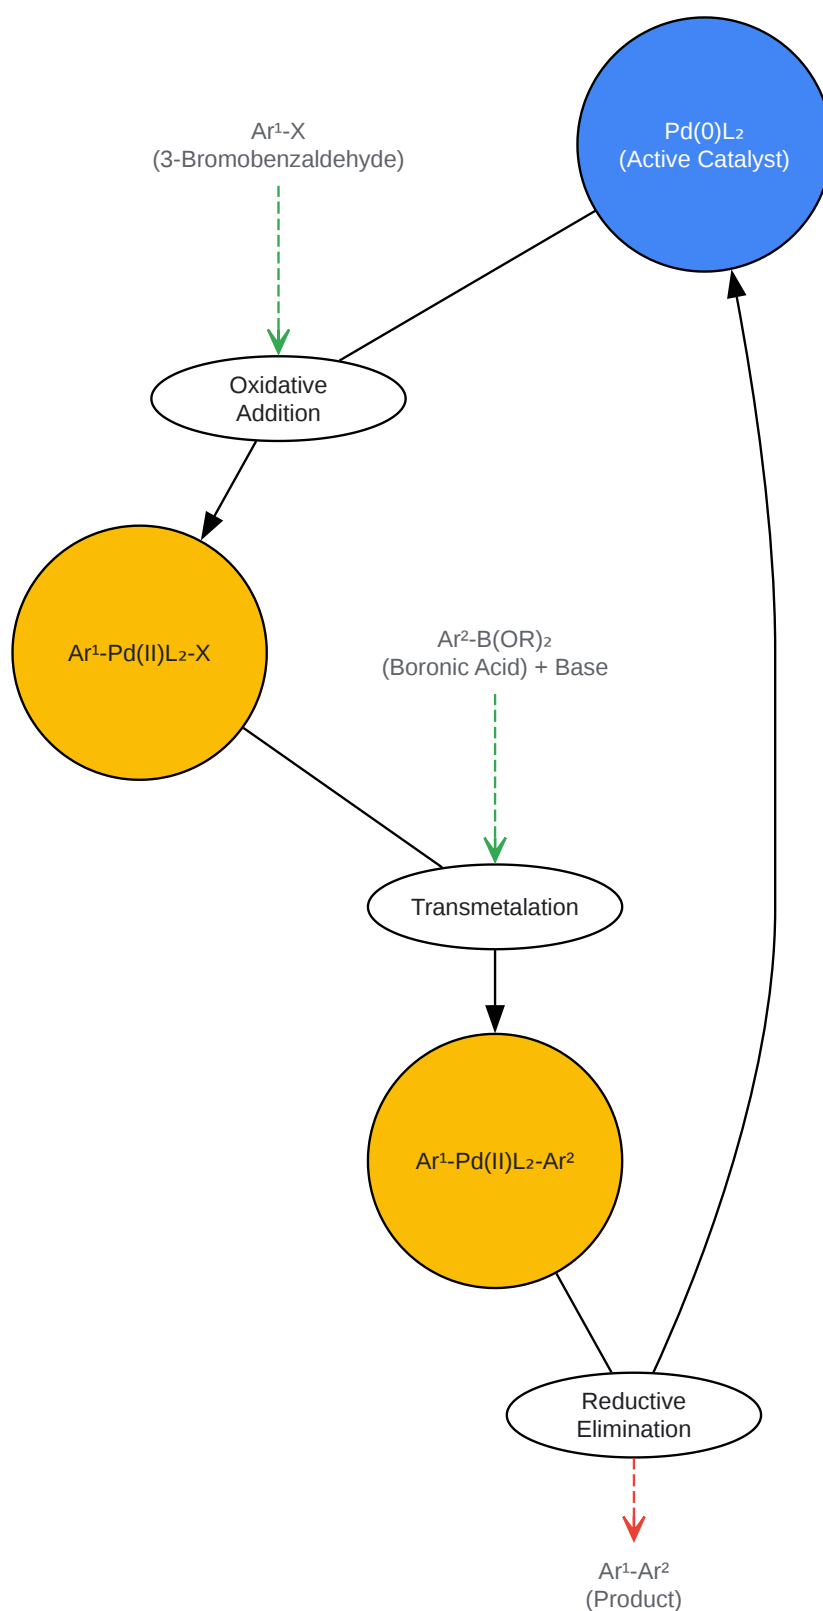 Pd(0)L₂
(Active Catalyst)
Ar¹-X
(3-Bromobenzaldehyde)
Oxidative
Addition
Ar¹-Pd(II)L₂-X
Ar²-B(OR)₂
(Boronic Acid) + Base
Transmetalation
Ar¹-Pd(II)L₂-Ar²
Reductive
Elimination
Ar¹-Ar²
(Product)